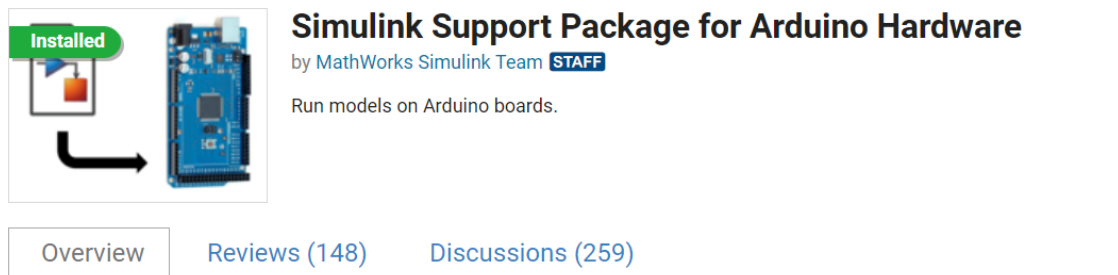 Installed
Simulink Support Package for Arduino Hardware
by MathWorks Simulink Team STAFF
Run models on Arduino boards.
Overview
Reviews (148)
Discussions (259)